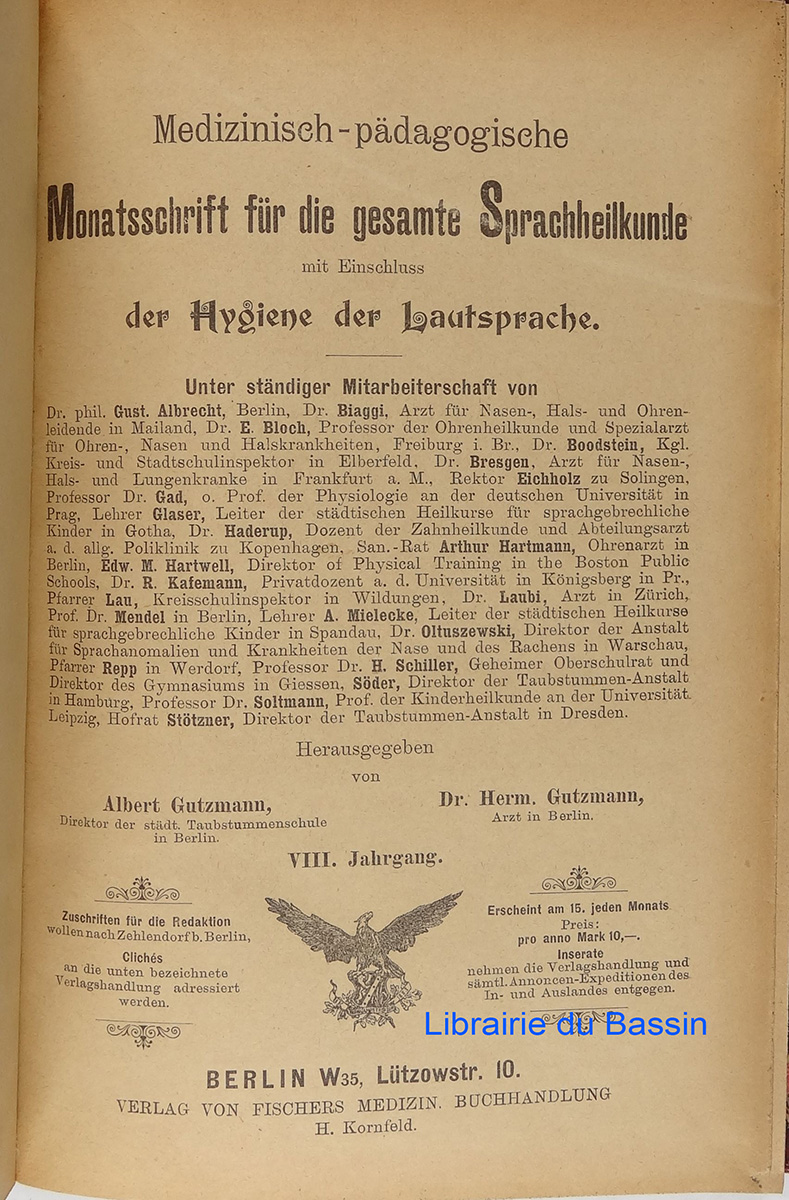 Medizinisch-pädagogische
Monatsschrift für die gesamte Sprachheilkunde
mit Einschluss
der Hygiene der Lautsprache.
Unter ständiger Mitarbeiterschaft von
Dr. phil. Gust. Albrecht, Berlin, Dr. Biaggi, Arzt für Nasen-, Hals- und Ohren-
leidende in Mailand, Dr. E. Bloch, Professor der Ohrenheilkunde und Spezialarzt
für Ohren-, Nasen und Halskrankheiten, Freiburg i. Br., Dr. Boodstein, Kgl.
Kreis- und Stadtschulinspektor in Elberfeld, Dr. Bresgen, Arzt für Nasen-,
Hals- und Lungenkranke in Frankfurt a. M., Rektor Eichholz zu Solingen,
Professor Dr. Gad, o. Prof. der Physiologie an der deutschen Universität in
Prag, Lehrer Glaser, Leiter der städtischen Heilkurse für sprachgebrechliche
Kinder in Gotha, Dr. Haderup, Dozent der Zahnheilkunde und Abteilungsarzt
a. d. allg. Poliklinik zu Kopenhagen, San.-Rat Arthur Hartmann, Ohrenarzt in
Berlin, Edw. M. Hartwell, Director of Physical Training in the Boston Public
Schools, Dr. R. Kafemann, Privatdozent a. d. Universität in Königsberg in Pr.,
Pfarrer Lau, Kreisschulinspektor in Wildungen, Dr. Laubi, Arzt in Zürich,
Prof. Dr. Mendel in Berlin, Lehrer A. Mielecke, Leiter der städtischen Heilkurse
für sprachgebrechliche Kinder in Spandau, Dr. Oltuszewski, Direktor der Anstalt
für Sprachanomalien und Krankheiten der Nase und des Rachens in Warschau,
Pfarrer Repp in Werdorf, Professor Dr. H. Schiller, Geheimer Oberschulrat und
Direktor des Gymnasiums in Giessen, Söder, Direktor der Taubstummen-Anstalt
in Hamburg, Professor Dr. Soltmann, Prof. der Kinderheilkunde an der Universität
Leipzig, Hofrat Stötzner, Direktor der Taubstummen-Anstalt in Dresden.
Herausgegeben
von
Albert Gutzmann,
Direktor der städt. Taubstummenschule
in Berlin.
Dr. Herm. Gutzmann,
Arzt in Berlin.
VIII. Jahrgang.
Zuschriften für die Redaktion
wollen nach Zehlendorf b. Berlin,
Clichés
an die unten bezeichnete
Verlagshandlung adressiert
werden.
Erscheint am 15. jeden Monats
Preis:
pro anno Mark 10,—.
Inserate
nehmen die Verlagshandlung und
sämtl. Annoncen-Expeditionen des
In- und Auslandes entgegen.
Librairie du Bassin
BERLIN W35, Lützowstr. 10.
VERLAG VON FISCHERS MEDIZIN. BUCHHANDLUNG
H. Kornfeld.